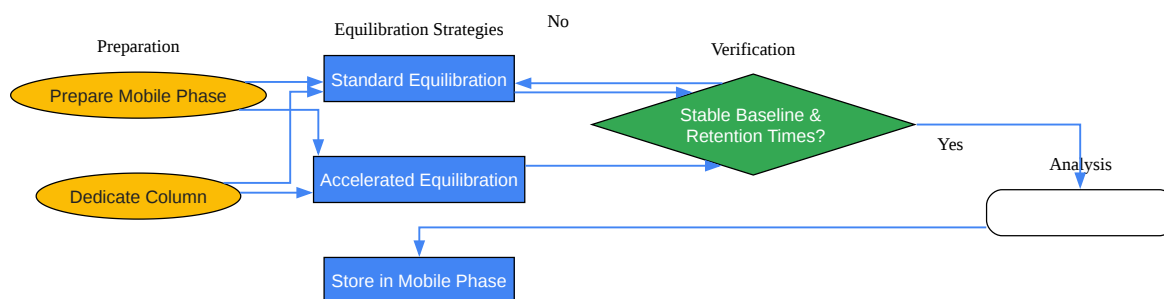 No
Equilibration Strategies
Preparation
Verification
Standard Equilibration
Prepare Mobile Phase
Stable Baseline &
Retention Times?
Yes
Analysis
Accelerated Equilibration
Dedicate Column
Store in Mobile Phase